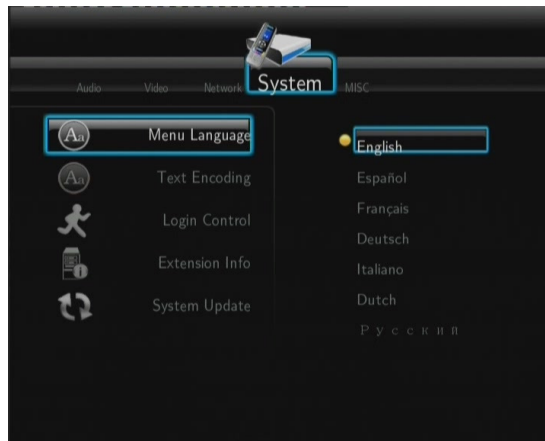 Audio Video Network System MISC
Menu Language
Text Encoding
Login Control
Extension Info
System Update
English
Español
Français
Deutsch
Italiano
Dutch
Русский